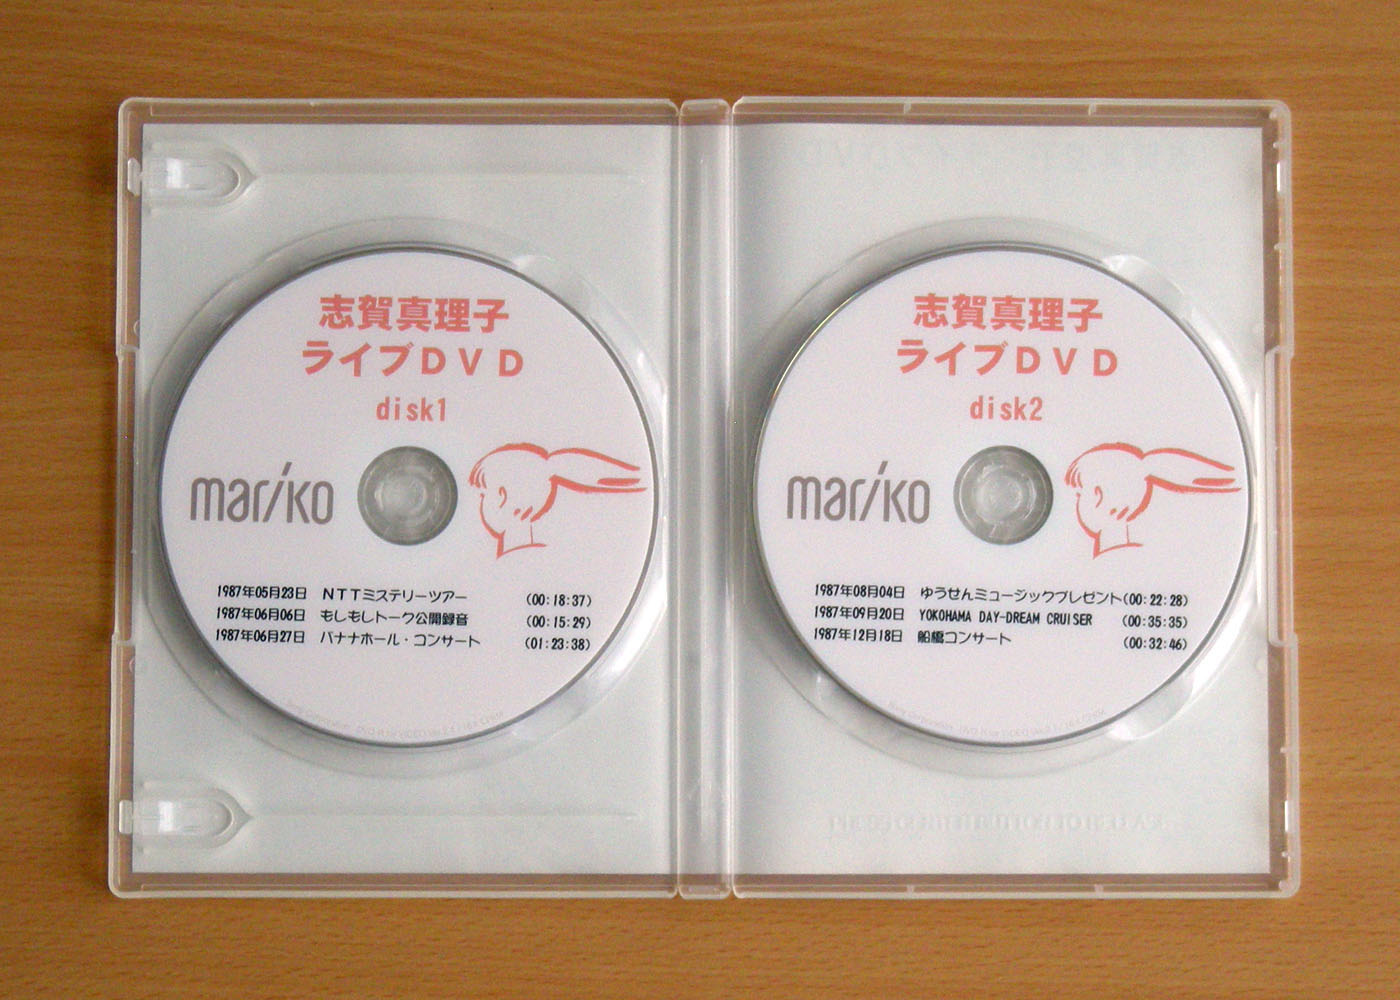 志賀真理子
ライブDVD
disk1
mariko
1987年05月23日 NTTミステリーツアー (00:18:37)
1987年06月06日 もしもしトーク公開録音 (00:15:29)
1987年06月27日 バナナホール・コンサート (01:23:38)
志賀真理子
ライブDVD
disk2
mariko
1987年08月04日 ゆうせんミュージックプレゼント(00:22:28)
1987年09月20日 YOKOHAMA DAY-DREAM CRUISER (00:35:35)
1987年12月18日 船橋コンサート (00:32:46)